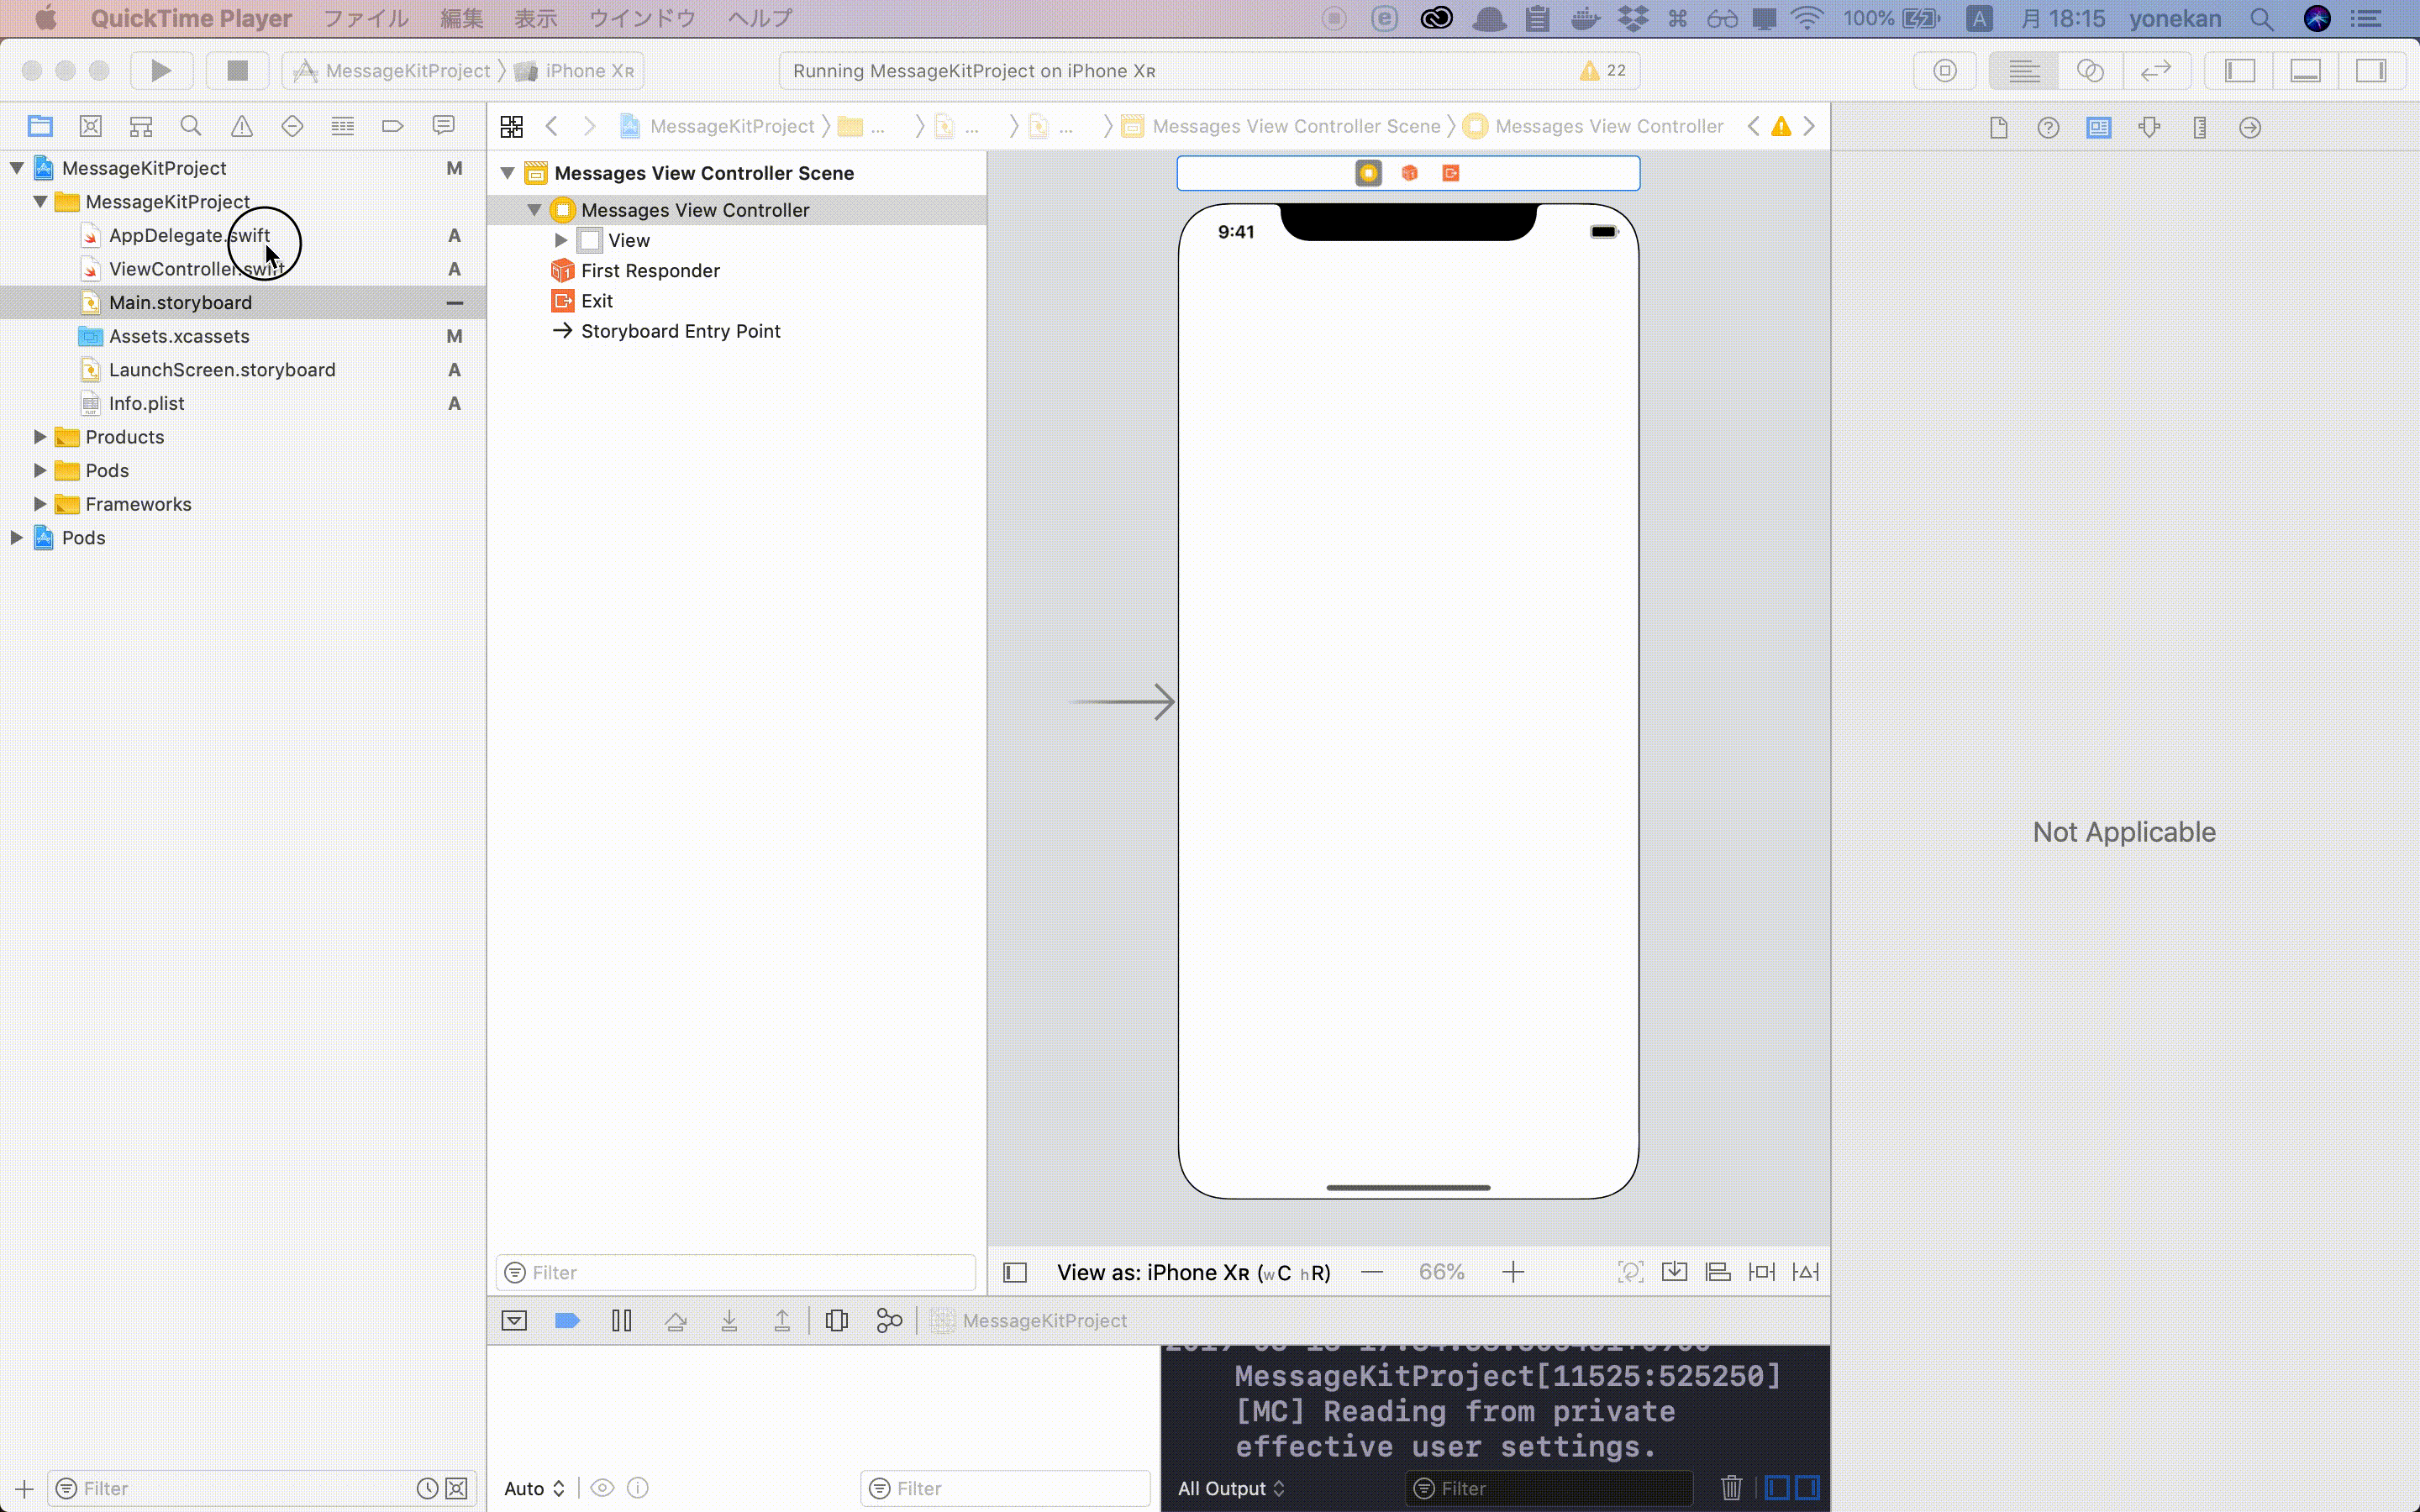 QuickTime Player ファイル 編集 表示 ウインドウ ヘルプ 100% A 月 18:15 yonekan
MessageKitProject iPhone XR
Running MessageKitProject on iPhone XR 22
MessageKitProject ... ... ... Messages View Controller Scene Messages View Controller
MessageKitProject M
MessageKitProject
AppDelegate.swift A
ViewController.swift A
Main.storyboard
Assets.xcassets M
LaunchScreen.storyboard A
Info.plist A
Products
Pods
Frameworks
Pods
Filter
Messages View Controller Scene
Messages View Controller
View
First Responder
Exit
Storyboard Entry Point
Filter
9:41
View as: iPhone XR (wC hR) 66%
MessageKitProject
MessageKitProject[11525:525250]
[MC] Reading from private
effective user settings.
Auto
Filter
All Output
Filter
Not Applicable